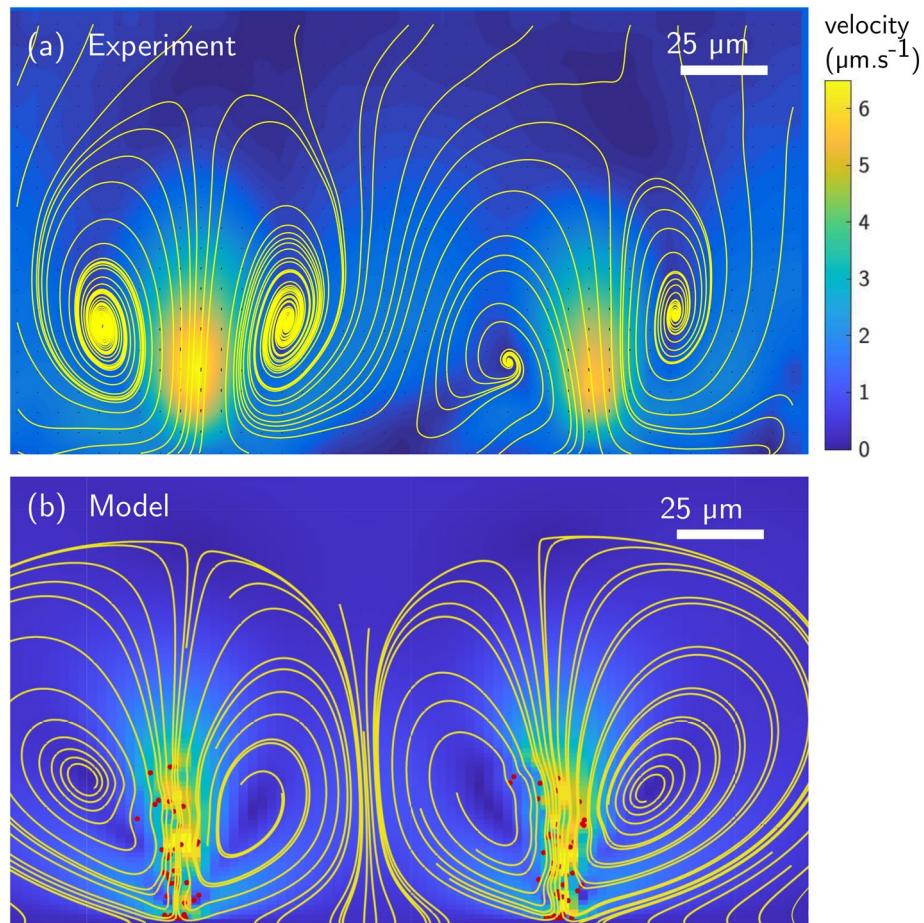 (a) Experiment
25 μm
velocity
(μm.s⁻¹)
6
5
4
3
2
1
0
(b) Model
25 μm